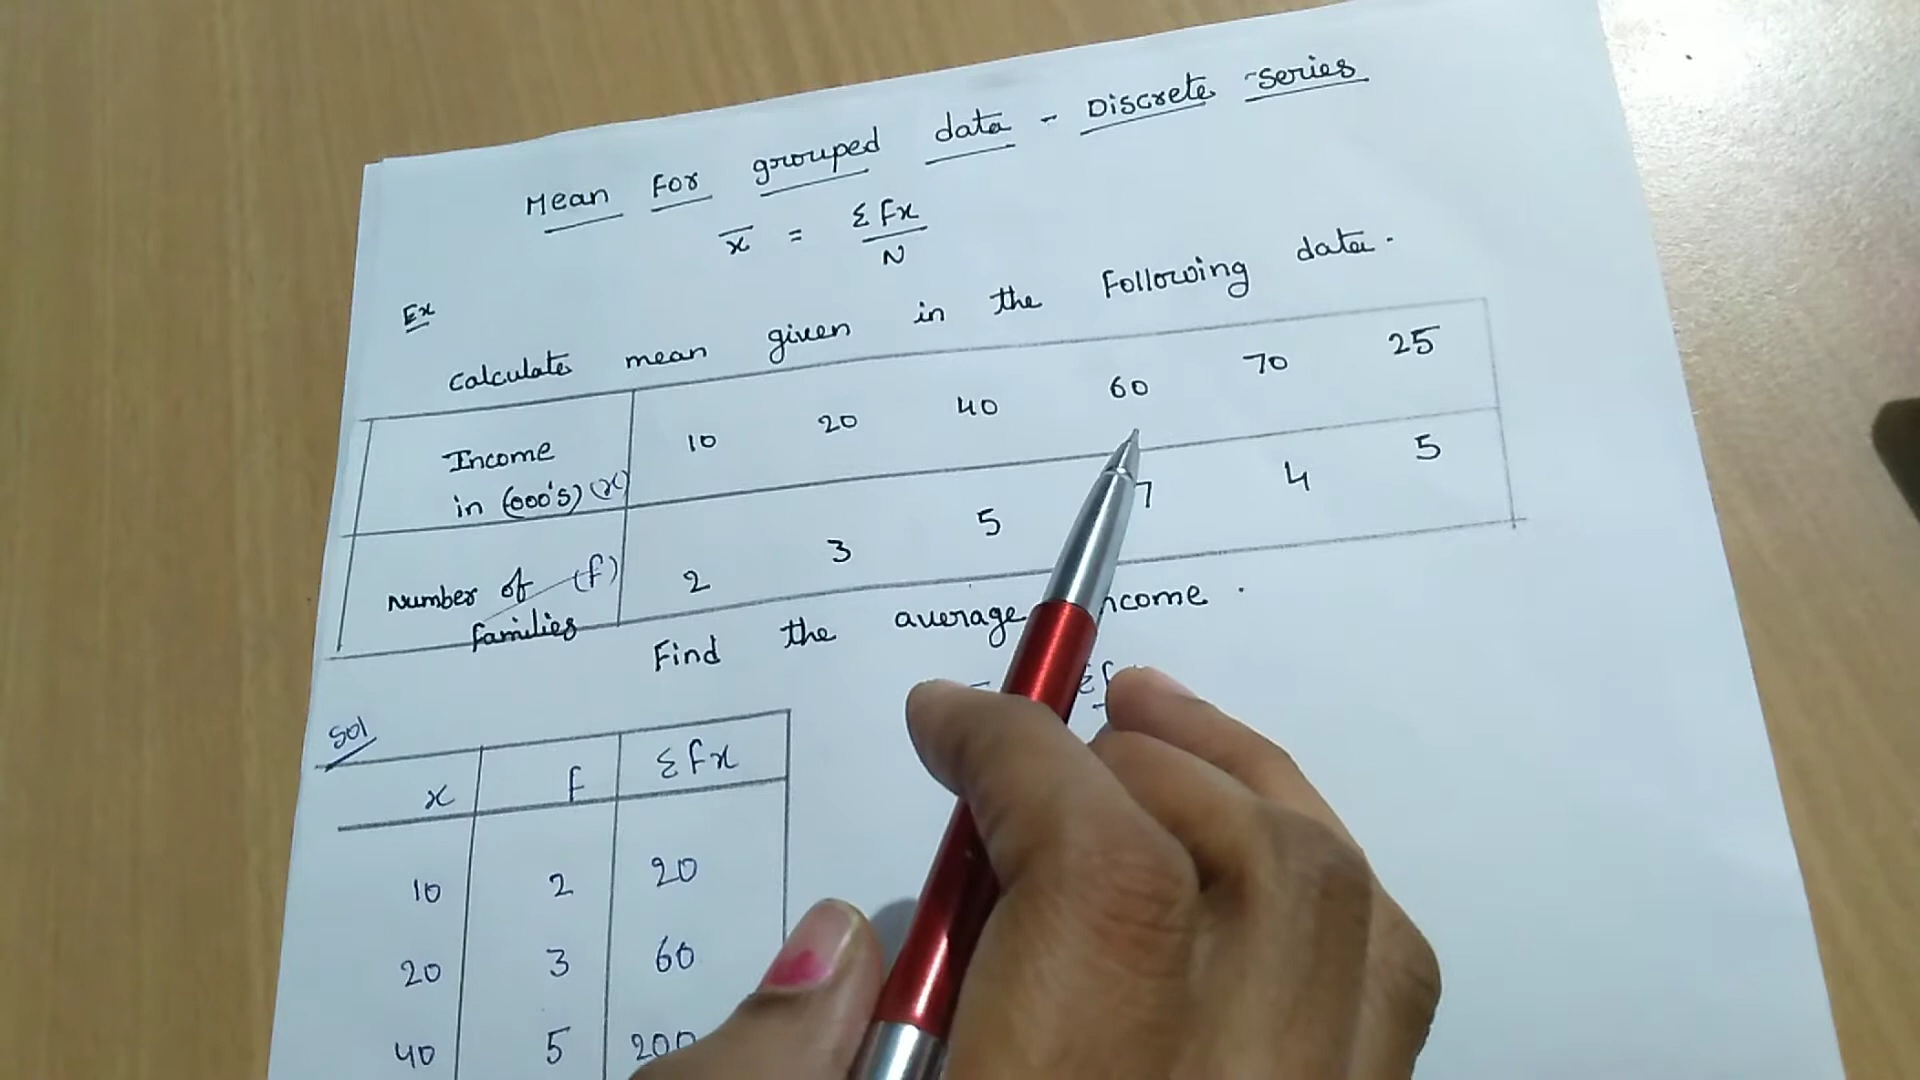 Mean For grouped data - Discrete -series
x̄ = Σ Fx / N
Ex
Calculate mean given in the Following data.
Income in (000's) (x) 10 20 40 60 70 25
Number of families (f) 2 3 5 7 4 5
Find the average income.
Sol
x F Σ Fx
10 2 20
20 3 60
40 5 200